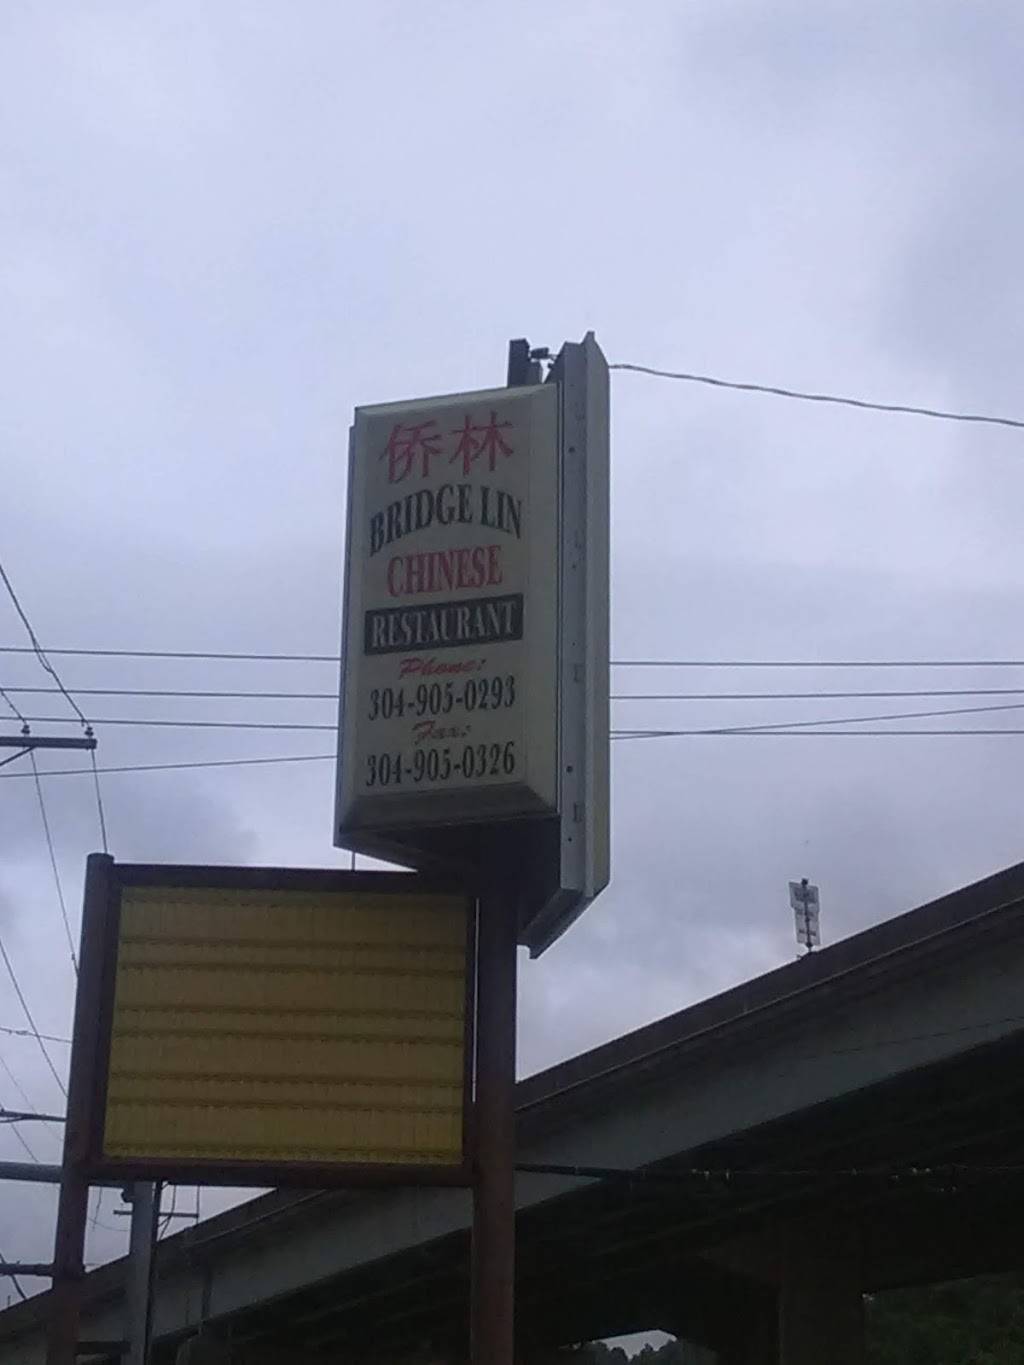 侨林
BRIDGE LIN
CHINESE
RESTAURANT
Phone:
304-905-0293
Fax:
304-905-0326